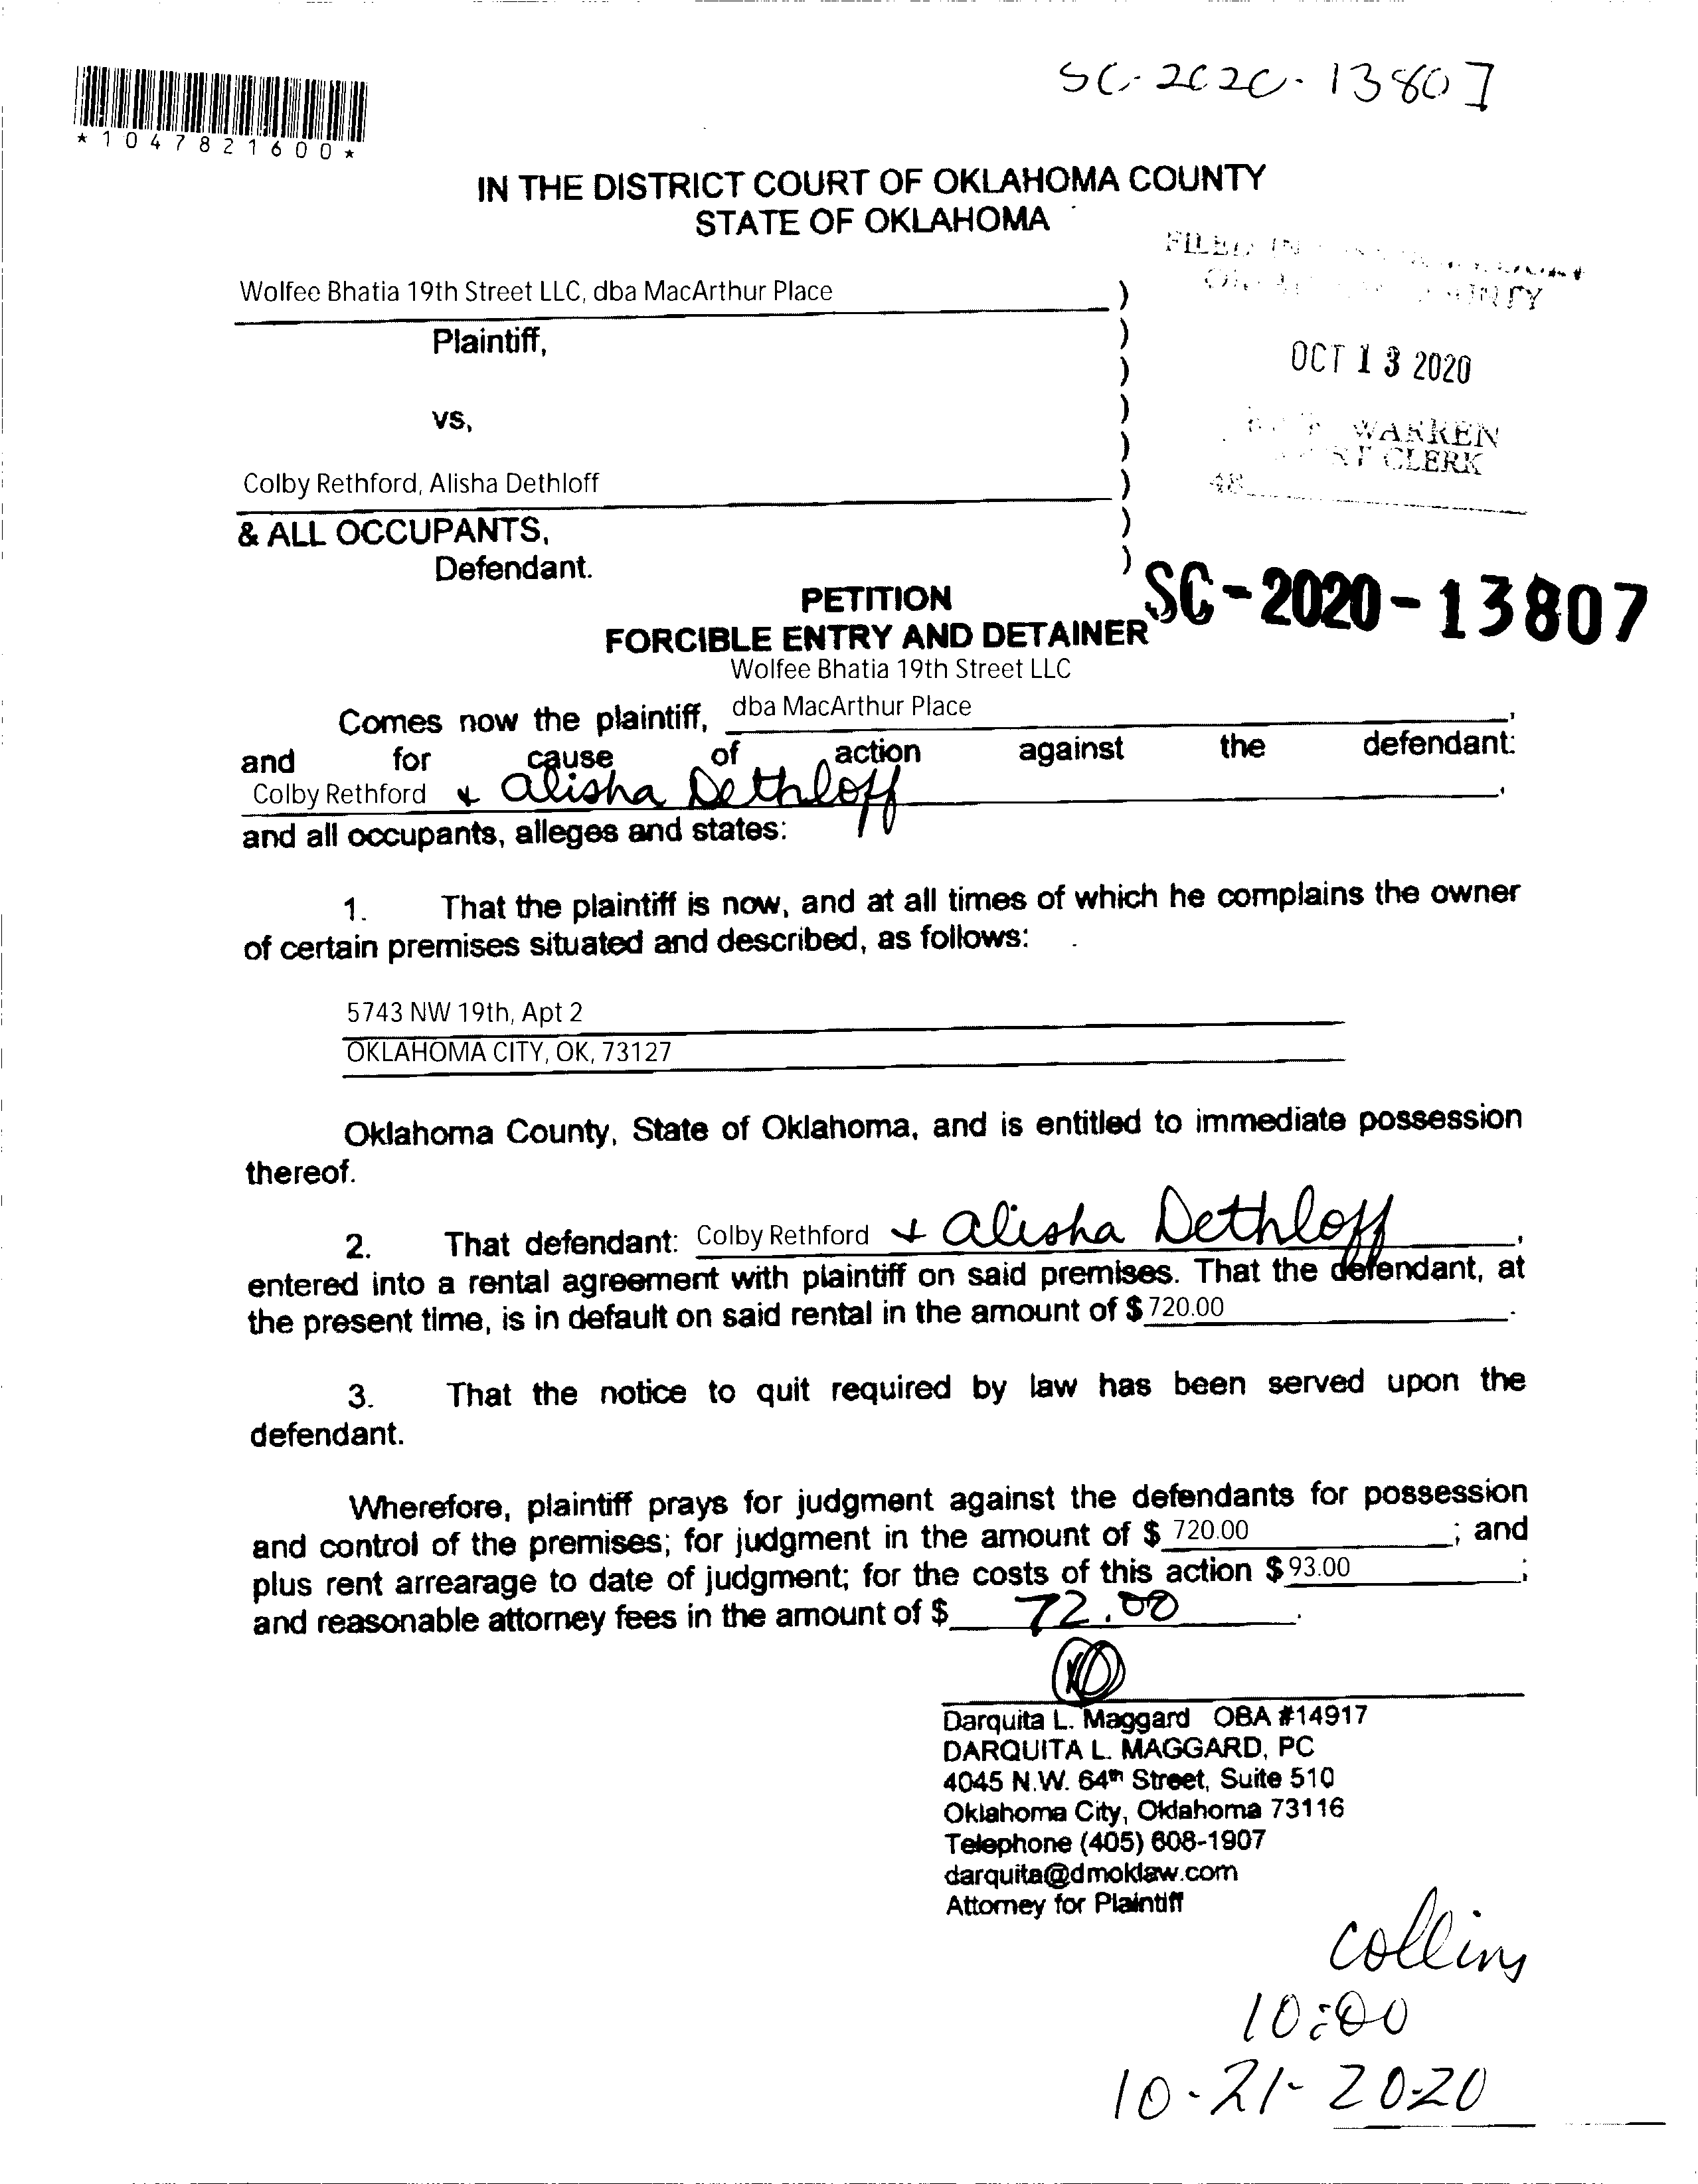 SC-2020-13807
*1047821600*
IN THE DISTRICT COURT OF OKLAHOMA COUNTY
STATE OF OKLAHOMA
FILED IN
Wolfee Bhatia 19th Street LLC, dba MacArthur Place )
Plaintiff, )
)
OCT 13 2020
vs, )
)
WARREN
CLERK
Colby Rethford, Alisha Dethloff )
48
& ALL OCCUPANTS, )
Defendant. )
PETITION
SC-2020-13807
FORCIBLE ENTRY AND DETAINER
Wolfee Bhatia 19th Street LLC
Comes now the plaintiff, dba MacArthur Place,
and for cause of action against the defendant:
Colby Rethford & Alisha Dethloff,
and all occupants, alleges and states:
1. That the plaintiff is now, and at all times of which he complains the owner
of certain premises situated and described, as follows:
5743 NW 19th, Apt 2
OKLAHOMA CITY, OK, 73127
Oklahoma County, State of Oklahoma, and is entitled to immediate possession
thereof.
2. That defendant: Colby Rethford + Alisha Dethloff,
entered into a rental agreement with plaintiff on said premises. That the defendant, at
the present time, is in default on said rental in the amount of $720.00.
3. That the notice to quit required by law has been served upon the
defendant.
Wherefore, plaintiff prays for judgment against the defendants for possession
and control of the premises; for judgment in the amount of $ 720.00; and
plus rent arrearage to date of judgment; for the costs of this action $93.00;
and reasonable attorney fees in the amount of $ 72.00.
Darquita L. Maggard OBA #14917
DARQUITA L. MAGGARD, PC
4045 N.W. 64th Street, Suite 510
Oklahoma City, Oklahoma 73116
Telephone (405) 608-1907
darquita@dmoklaw.com
Attorney for Plaintiff
Collins
10:00
10-21-2020